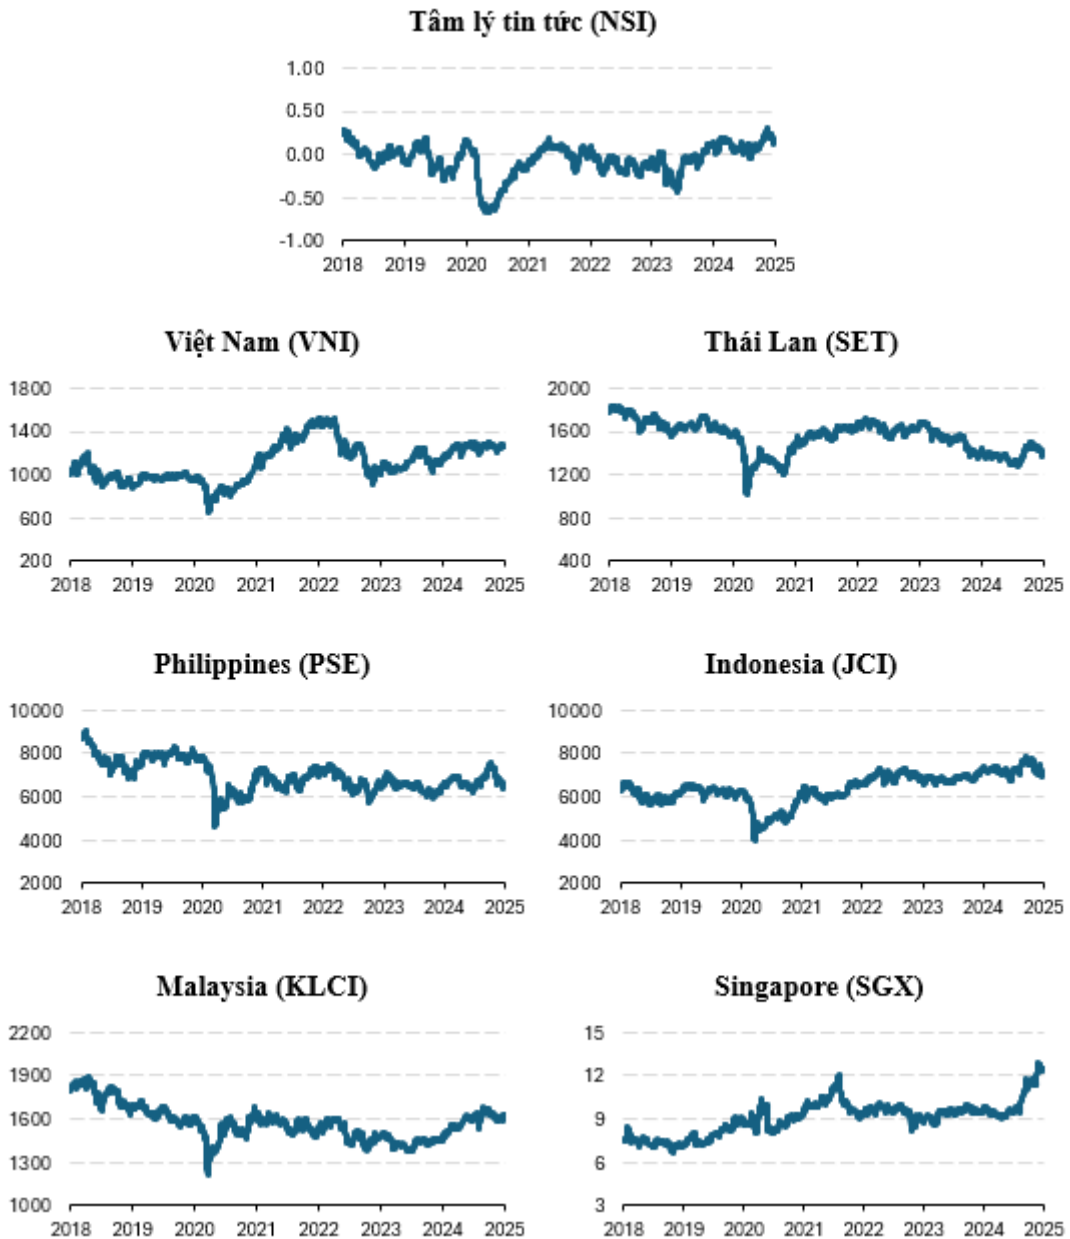 Tâm lý tin tức (NSI)
1.00
0.50
0.00
-0.50
-1.00
2018 2019 2020 2021 2022 2023 2024 2025
Việt Nam (VNI)
1800
1400
1000
600
200
2018 2019 2020 2021 2022 2023 2024 2025
Thái Lan (SET)
2000
1600
1200
800
400
2018 2019 2020 2021 2022 2023 2024 2025
Philippines (PSE)
10000
8000
6000
4000
2000
2018 2019 2020 2021 2022 2023 2024 2025
Indonesia (JCI)
10000
8000
6000
4000
2000
2018 2019 2020 2021 2022 2023 2024 2025
Malaysia (KLCI)
2200
1900
1600
1300
1000
2018 2019 2020 2021 2022 2023 2024 2025
Singapore (SGX)
15
12
9
6
3
2018 2019 2020 2021 2022 2023 2024 2025